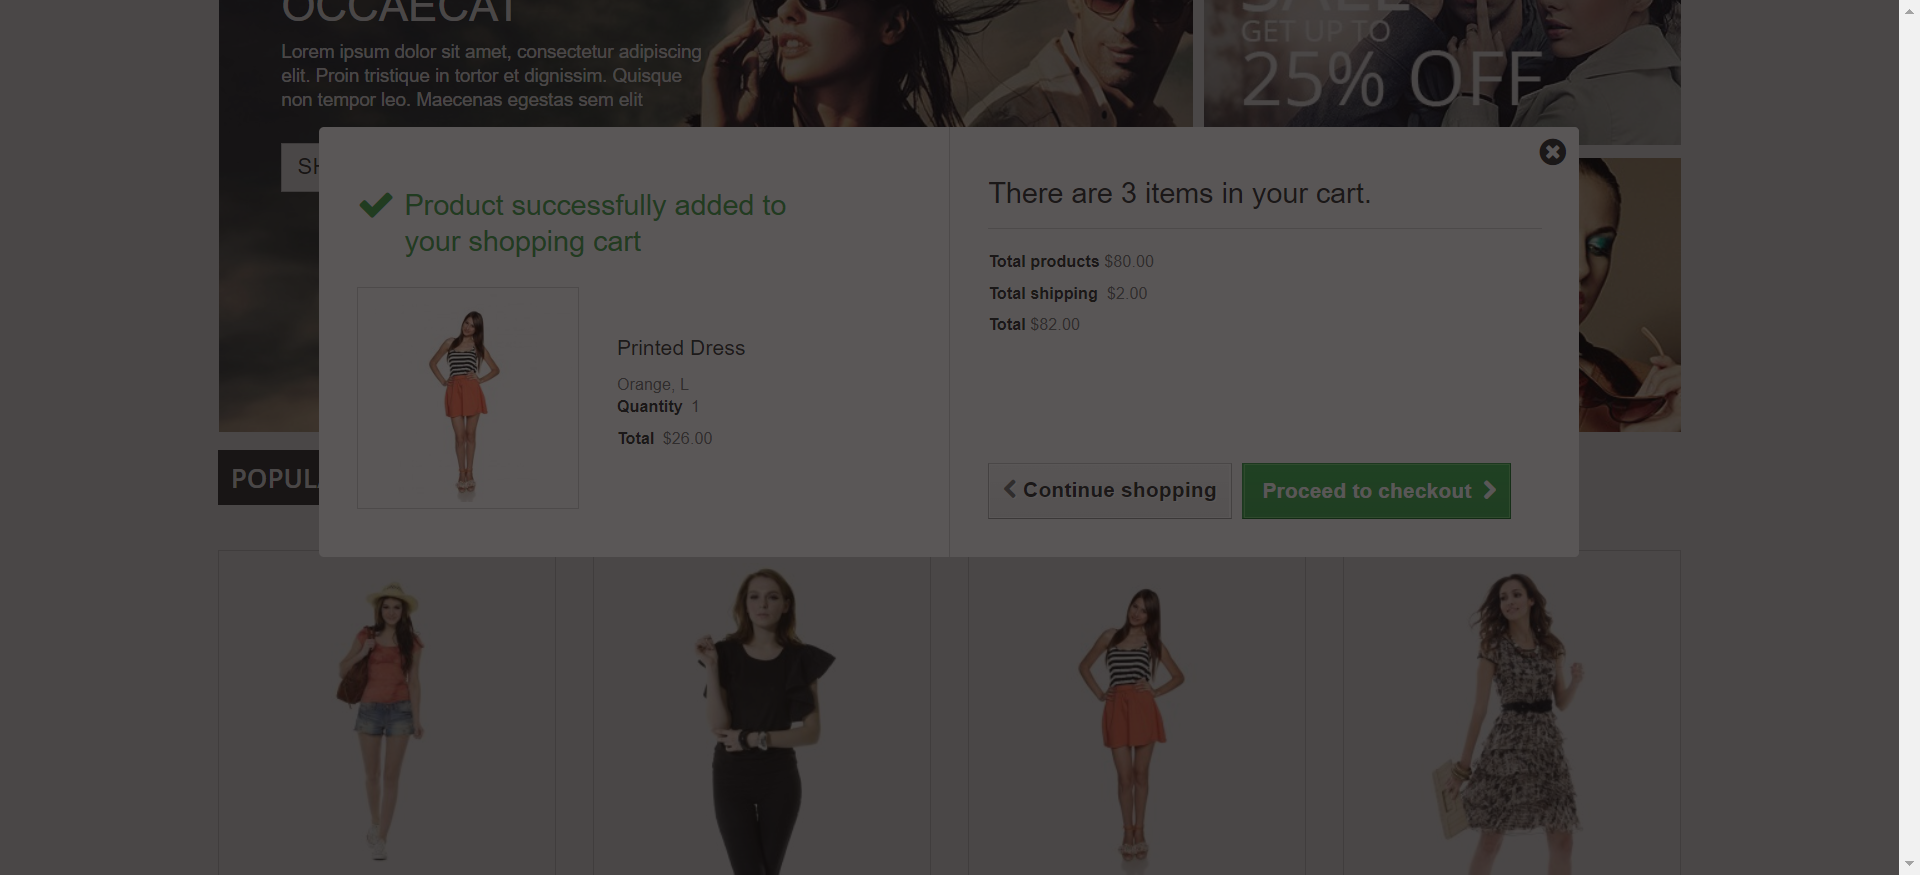 OCCAECAT
Lorem ipsum dolor sit amet, consectetur adipiscing
elit. Proin tristique in tortor et dignissim. Quisque
non tempor leo. Maecenas egestas sem elit
SH
SALE
GET UP TO
25% OFF
Product successfully added to
your shopping cart
Printed Dress
Orange, L
Quantity 1
Total $26.00
There are 3 items in your cart.
Total products $80.00
Total shipping $2.00
Total $82.00
Continue shopping
Proceed to checkout
POPUL